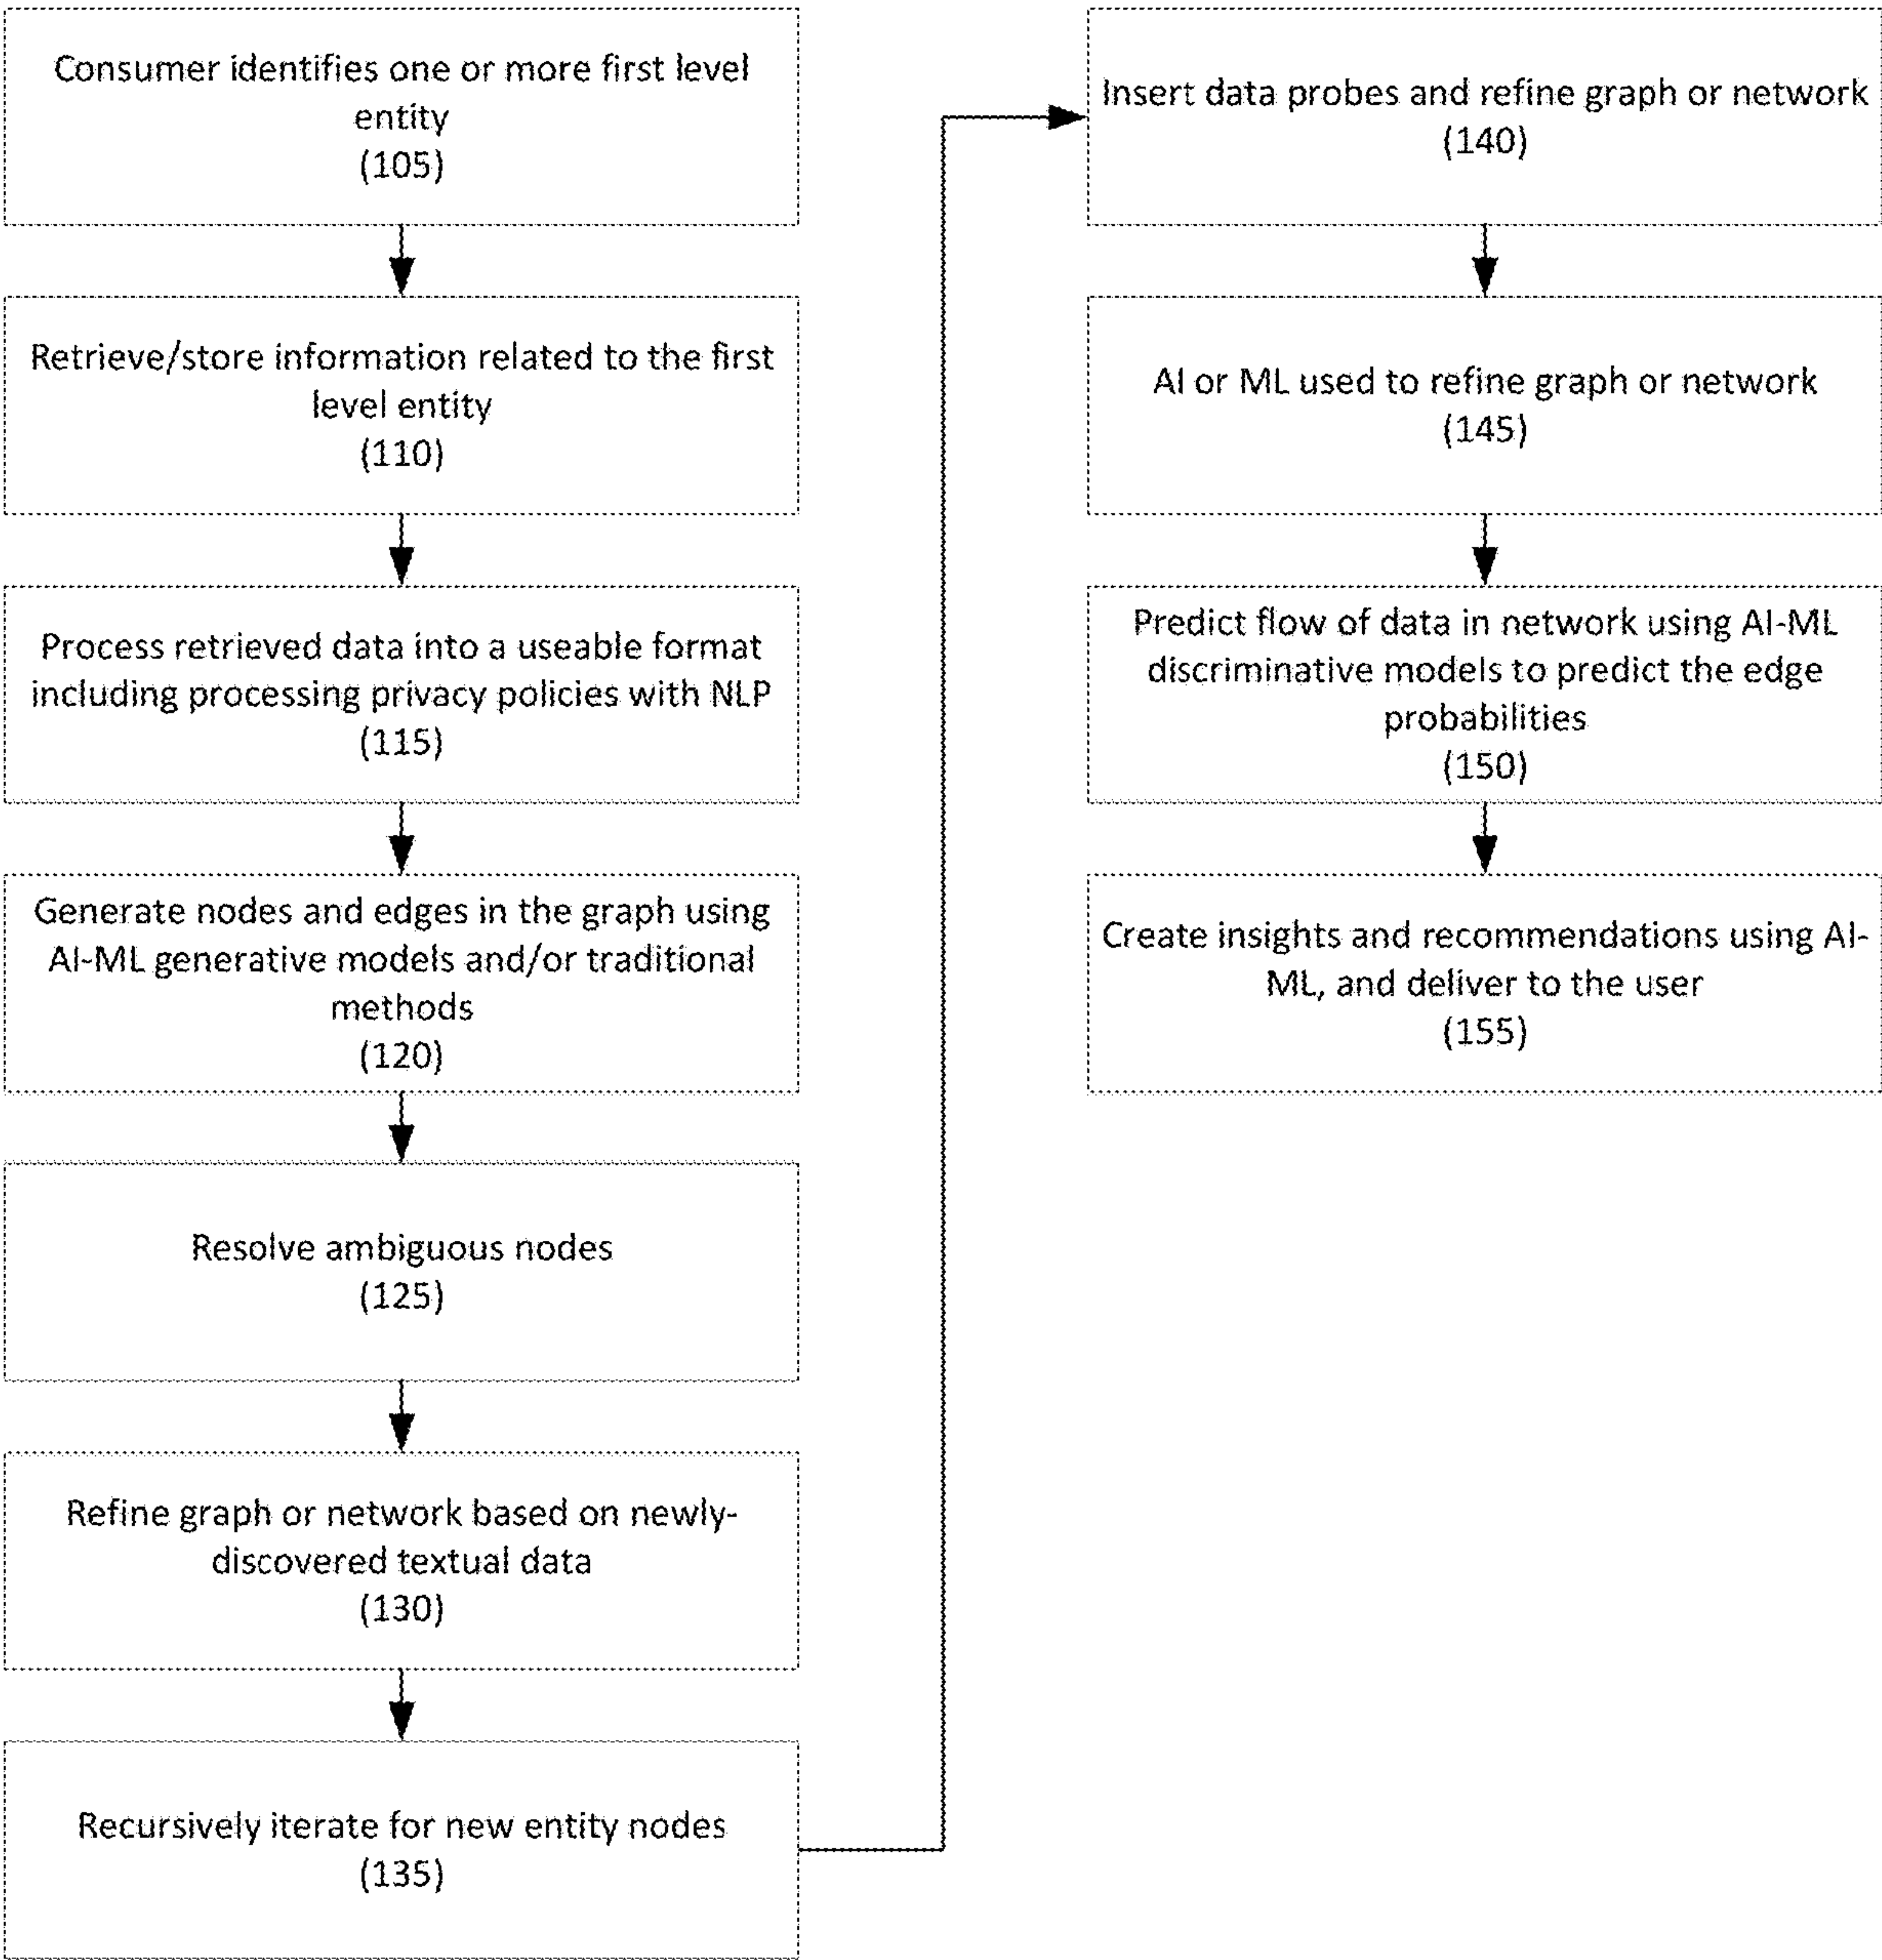 Consumer identifies one or more first level
entity
(105)
Retrieve/store information related to the first
level entity
(110)
Process retrieved data into a useable format
including processing privacy policies with NLP
(115)
Generate nodes and edges in the graph using
AI-ML generative models and/or traditional
methods
(120)
Resolve ambiguous nodes
(125)
Refine graph or network based on newly-
discovered textual data
(130)
Recursively iterate for new entity nodes
(135)
Insert data probes and refine graph or network
(140)
AI or ML used to refine graph or network
(145)
Predict flow of data in network using AI-ML
discriminative models to predict the edge
probabilities
(150)
Create insights and recommendations using AI-
ML, and deliver to the user
(155)